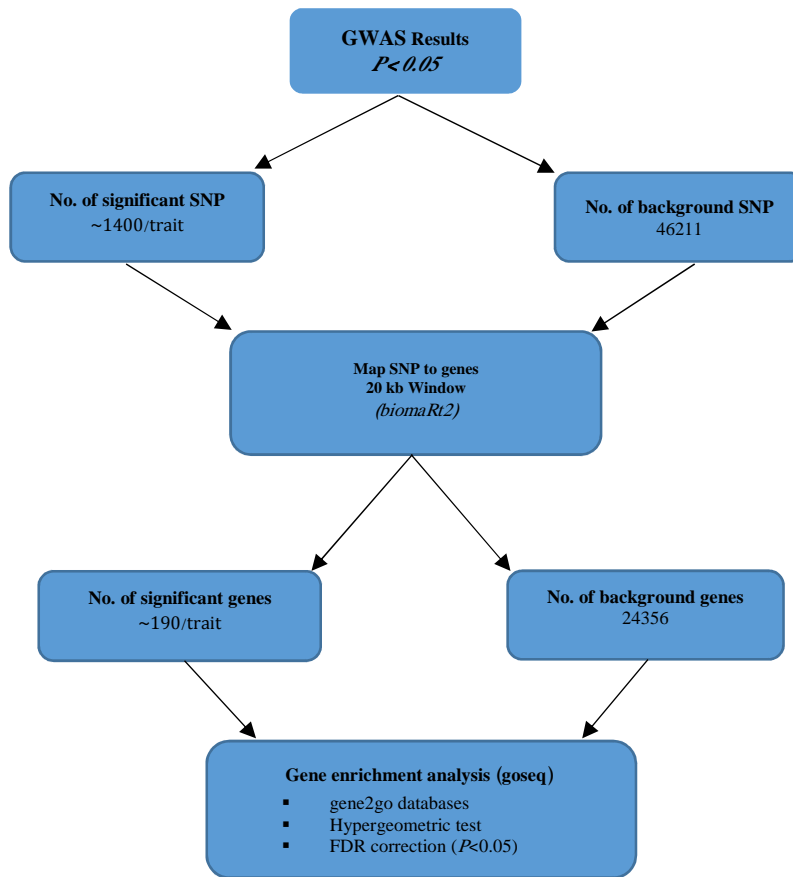 GWAS Results
P< 0.05
No. of significant SNP
~1400/trait
No. of background SNP
46211
Map SNP to genes
20 kb Window
(biomaRt2)
No. of significant genes
~190/trait
No. of background genes
24356
Gene enrichment analysis (goseq)
▪ gene2go databases
▪ Hypergeometric test
▪ FDR correction (P<0.05)